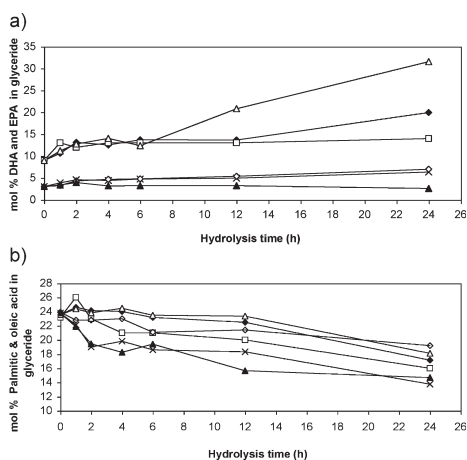 a)
mol % DHA and EPA in glyceride
35
30
25
20
15
10
5
0
0 2 4 6 8 10 12 14 16 18 20 22 24 26
Hydrolysis time (h)
b)
mol % Palmitic & oleic acid in
glyceride
28
26
24
22
20
18
16
14
12
10
0 2 4 6 8 10 12 14 16 18 20 22 24 26
Hydrolysis time (h)